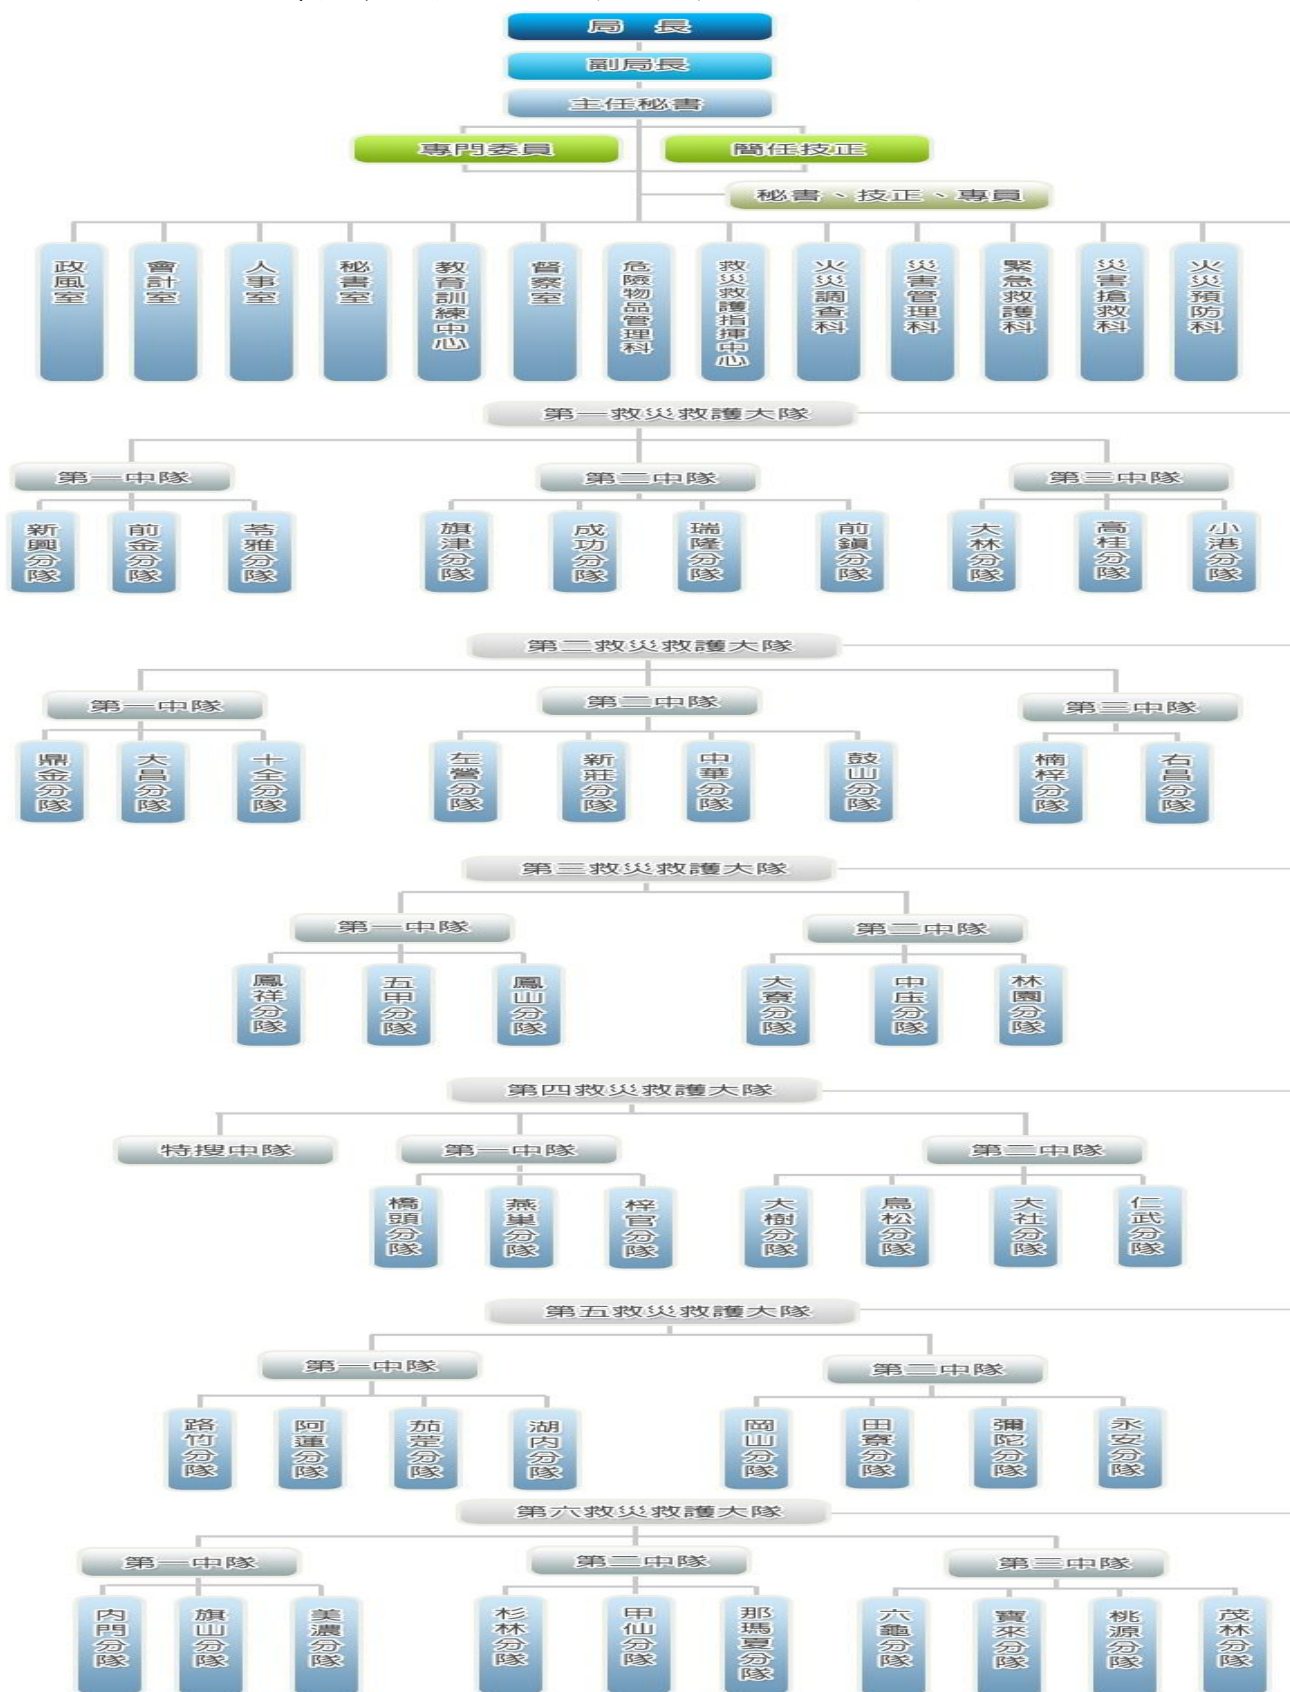 局長
副局長
主任秘書
專門委員
簡任技正
秘書、技正、專員
政風室
會計室
人事室
秘書室
教育訓練中心
督察室
危險物品管理科
救災救護指揮中心
火災調查科
災害管理科
緊急救護科
災害搶救科
火災預防科
第一救災救護大隊
第一中隊
第二中隊
第三中隊
新興分隊
前金分隊
苓雅分隊
旗津分隊
成功分隊
瑞隆分隊
前鎮分隊
大林分隊
高桂分隊
小港分隊
第二救災救護大隊
第一中隊
第二中隊
第三中隊
鼎金分隊
大昌分隊
十全分隊
左營分隊
新莊分隊
中華分隊
鼓山分隊
楠梓分隊
右昌分隊
第三救災救護大隊
第一中隊
第二中隊
鳳祥分隊
五甲分隊
鳳山分隊
大寮分隊
中庄分隊
林園分隊
第四救災救護大隊
特搜中隊
第一中隊
第二中隊
橋頭分隊
燕巢分隊
梓官分隊
大樹分隊
鳥松分隊
大社分隊
仁武分隊
第五救災救護大隊
第一中隊
第二中隊
路竹分隊
阿蓮分隊
茄萣分隊
湖內分隊
岡山分隊
田寮分隊
彌陀分隊
永安分隊
第六救災救護大隊
第一中隊
第二中隊
第三中隊
內門分隊
旗山分隊
美濃分隊
杉林分隊
甲仙分隊
那瑪夏分隊
六龜分隊
寶來分隊
桃源分隊
茂林分隊